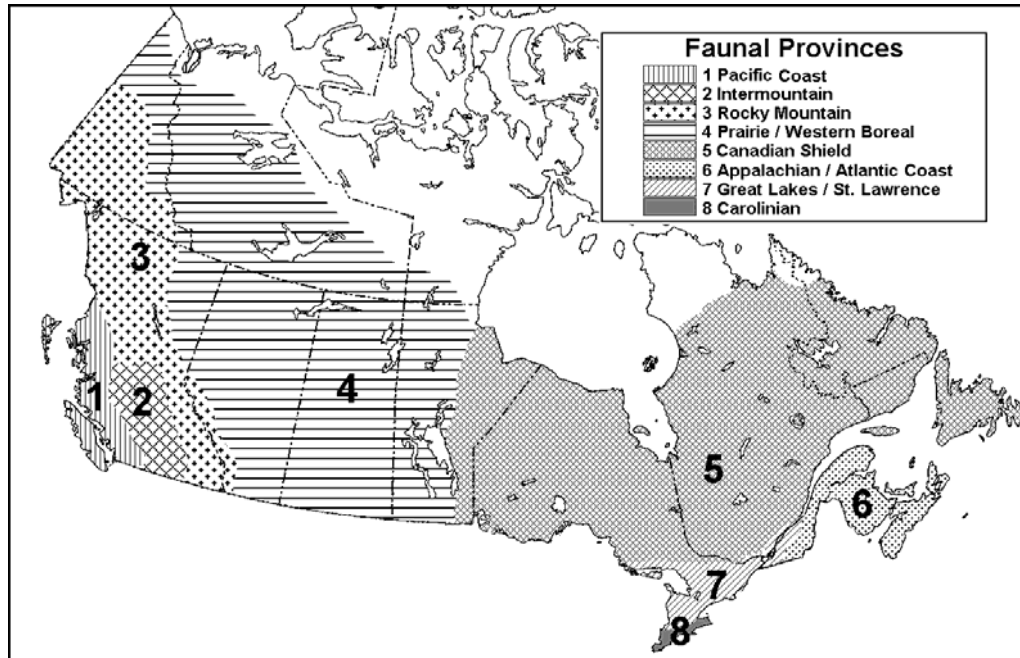 Faunal Provinces
1 Pacific Coast
2 Intermountain
3 Rocky Mountain
4 Prairie / Western Boreal
5 Canadian Shield
6 Appalachian / Atlantic Coast
7 Great Lakes / St. Lawrence
8 Carolinian
3
1
2
4
5
6
7
8